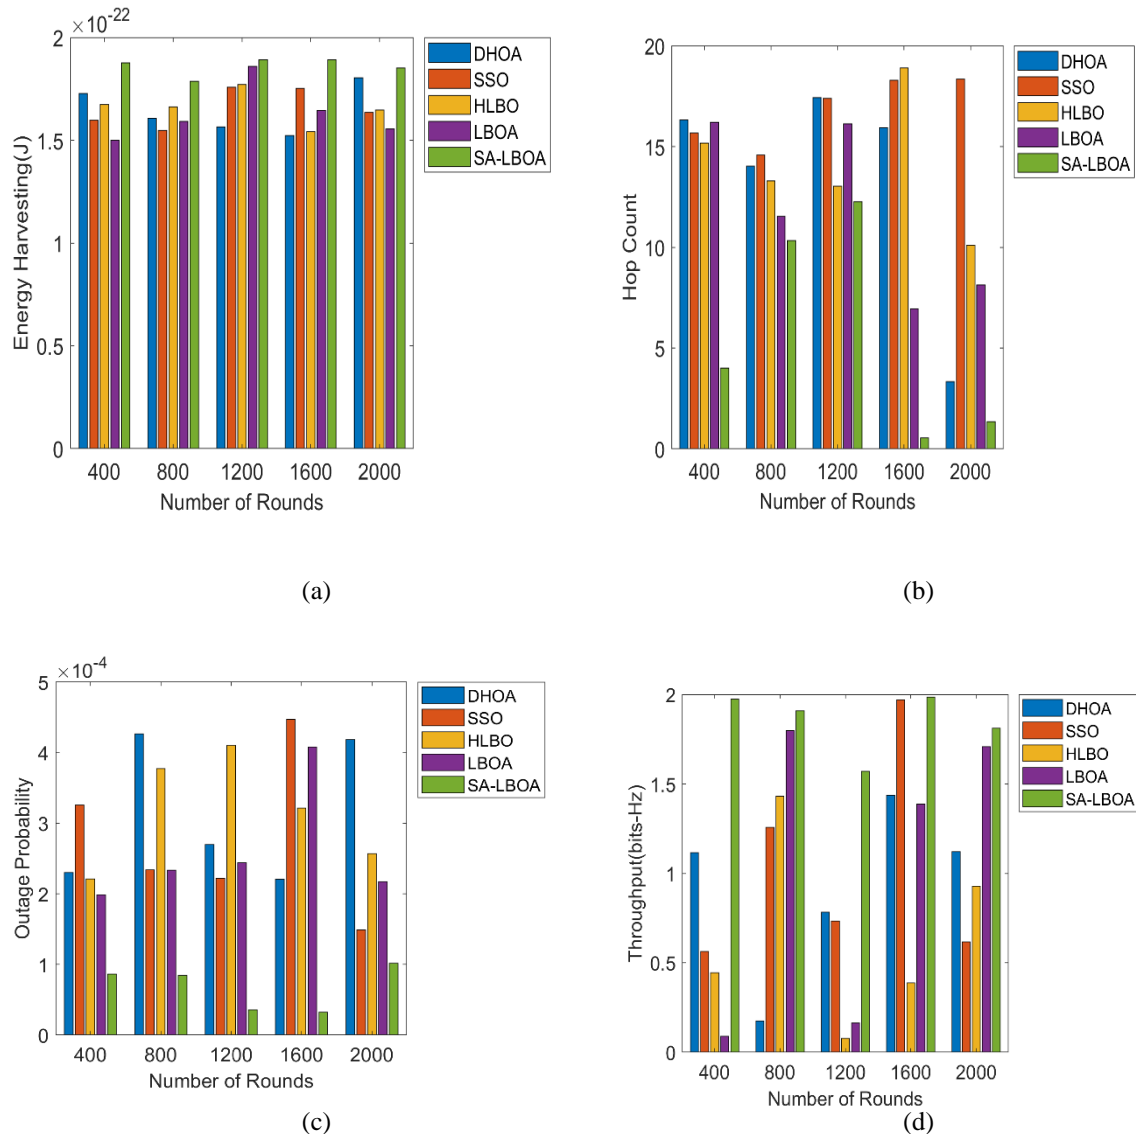 ×10-22
2
1.5
1
0.5
0
Energy Harvesting(J)
400 800 1200 1600 2000
Number of Rounds
DHOA
SSO
HLBO
LBOA
SA-LBOA
(a)
20
15
10
5
0
Hop Count
400 800 1200 1600 2000
Number of Rounds
DHOA
SSO
HLBO
LBOA
SA-LBOA
(b)
×10-4
5
4
3
2
1
0
Outage Probability
400 800 1200 1600 2000
Number of Rounds
DHOA
SSO
HLBO
LBOA
SA-LBOA
(c)
2
1.5
1
0.5
0
Throughput(bits-Hz)
400 800 1200 1600 2000
Number of Rounds
DHOA
SSO
HLBO
LBOA
SA-LBOA
(d)